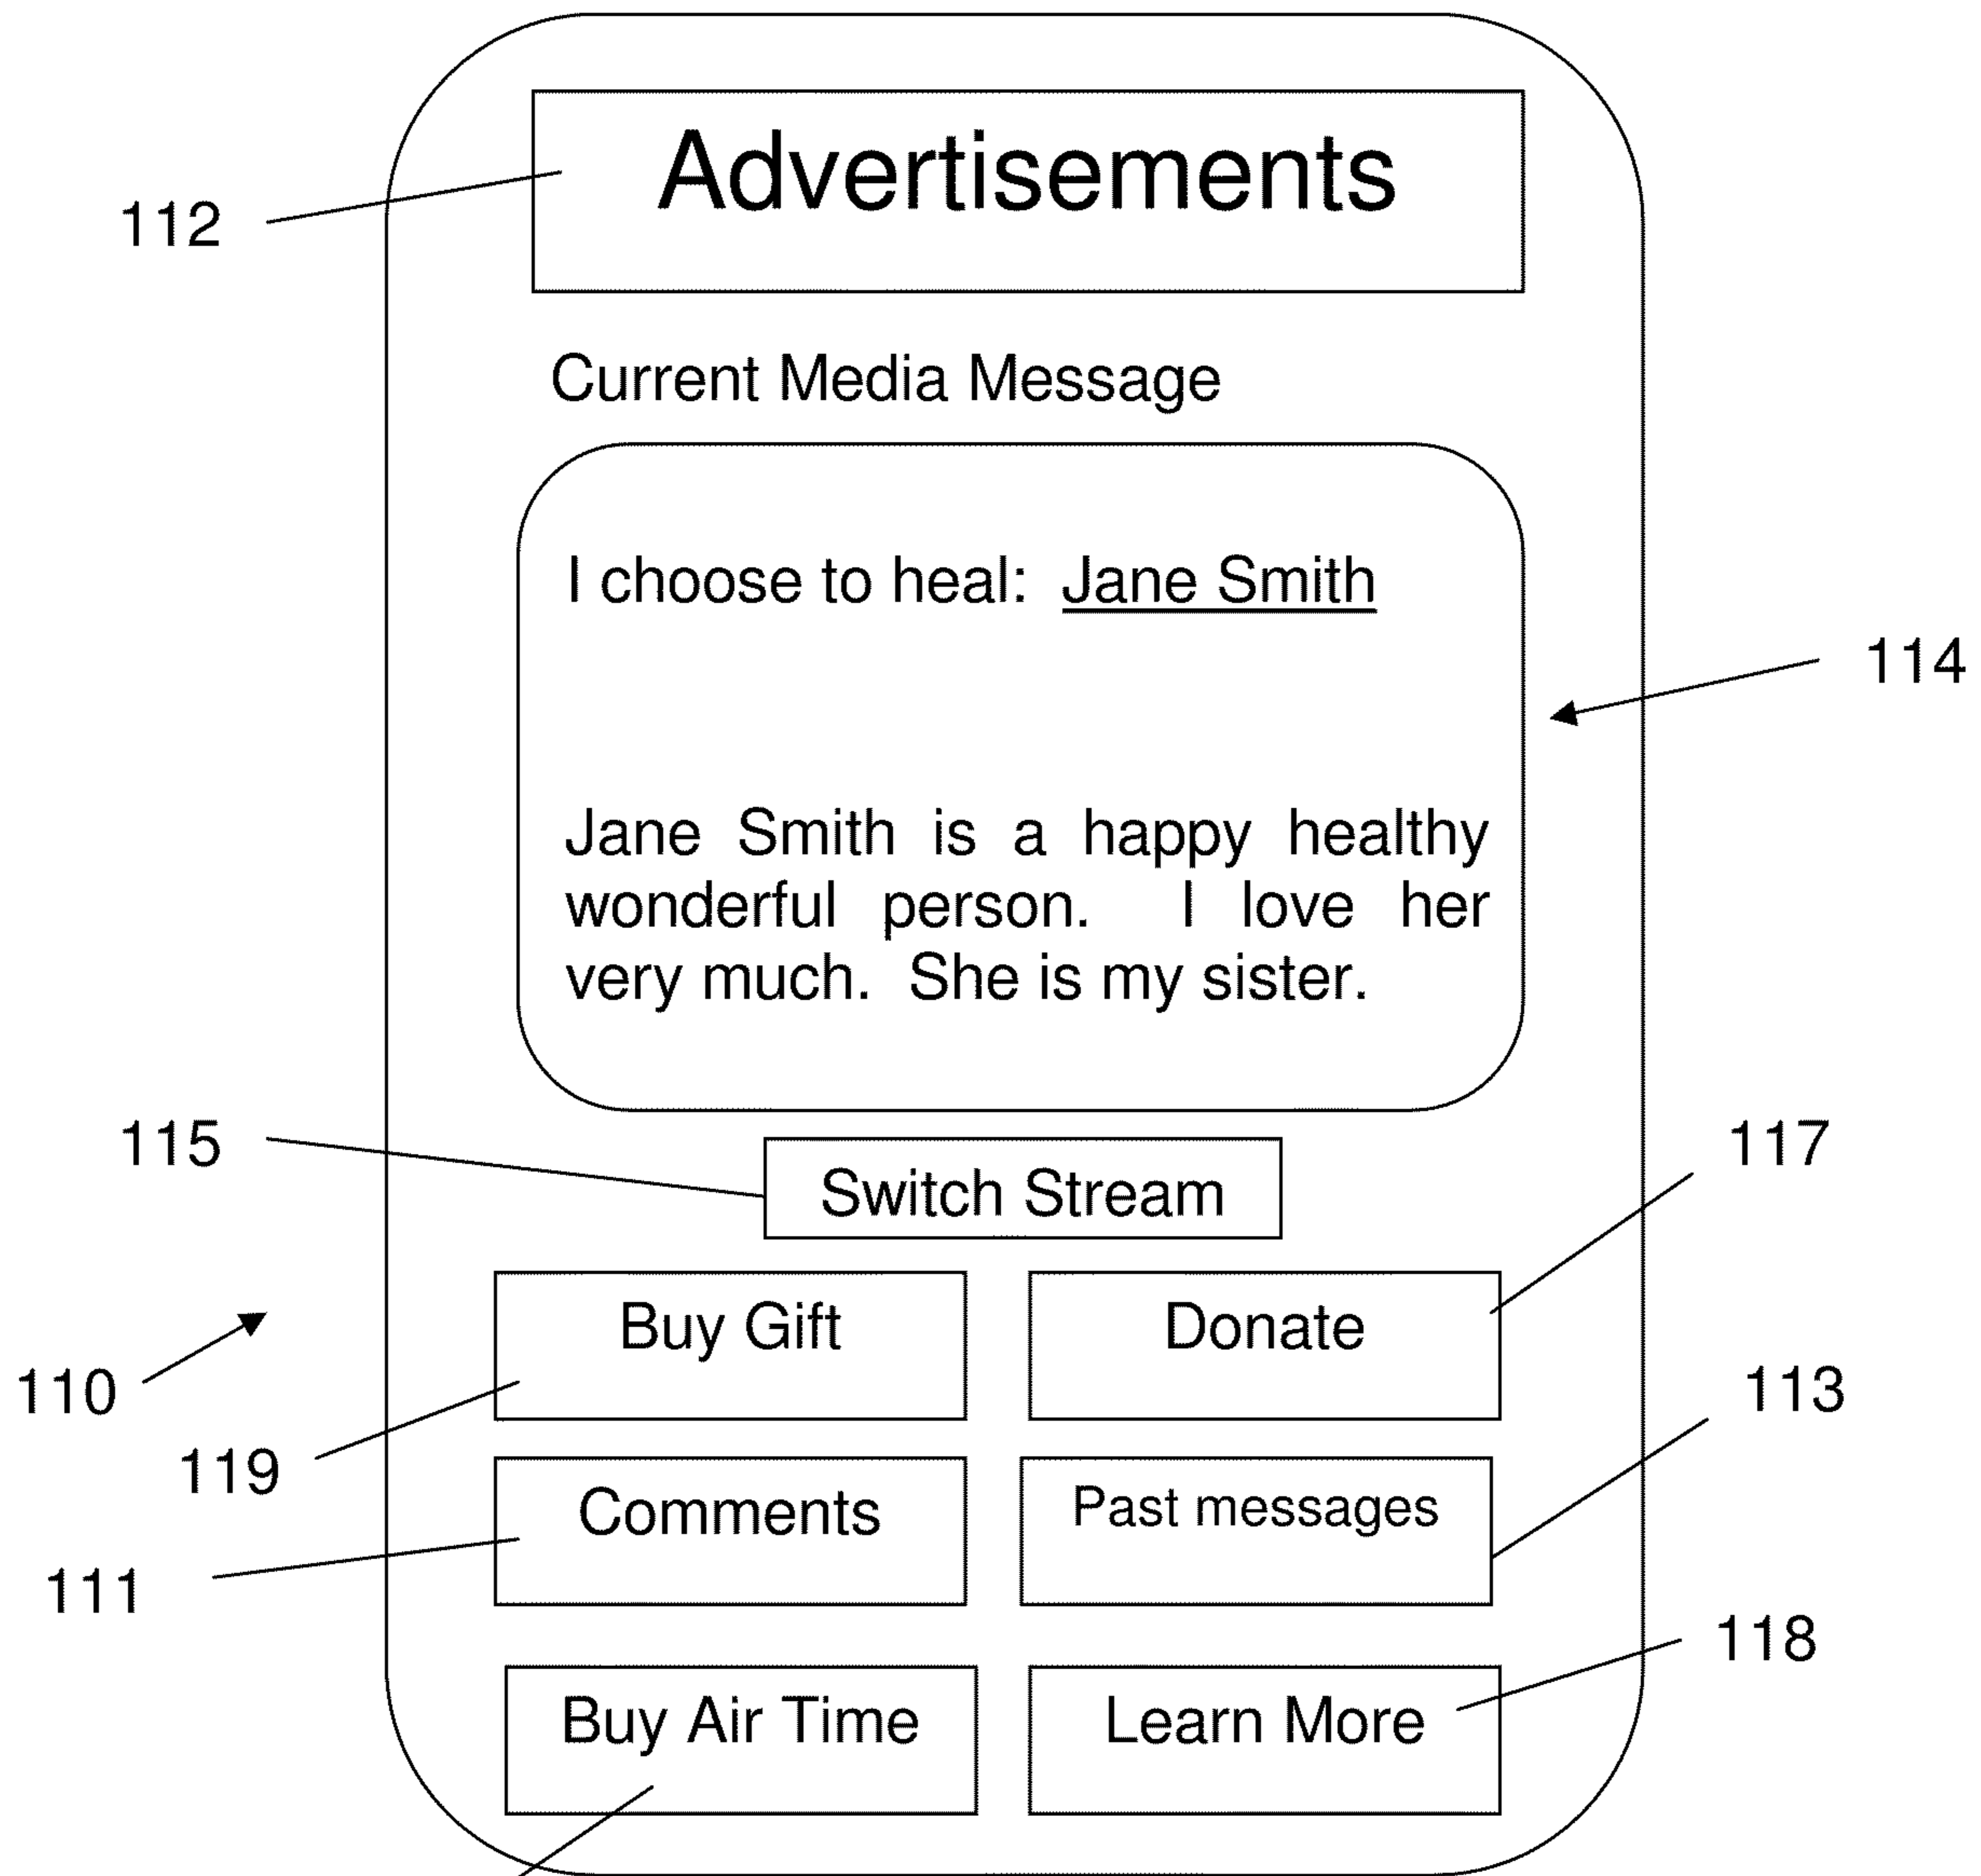 Advertisements
112
Current Media Message
I choose to heal: Jane Smith
114
Jane Smith is a happy healthy
wonderful person. I love her
very much. She is my sister.
115
Switch Stream
117
Buy Gift
Donate
110
119
113
Comments
Past messages
111
118
Buy Air Time
Learn More